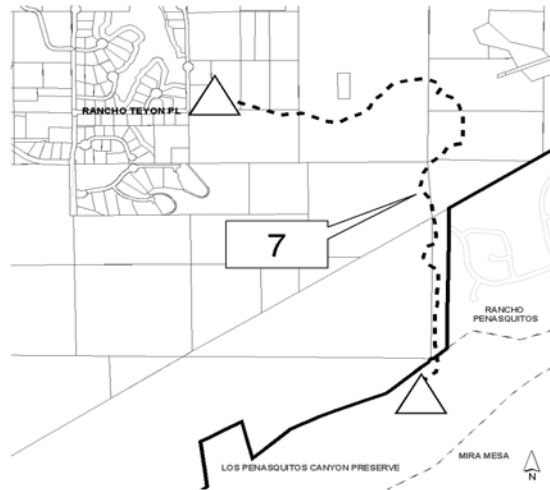 RANCHO TEYON PL
7
RANCHO
PENASQUITOS
MIRA MESA
LOS PENASQUITOS CANYON PRESERVE
N